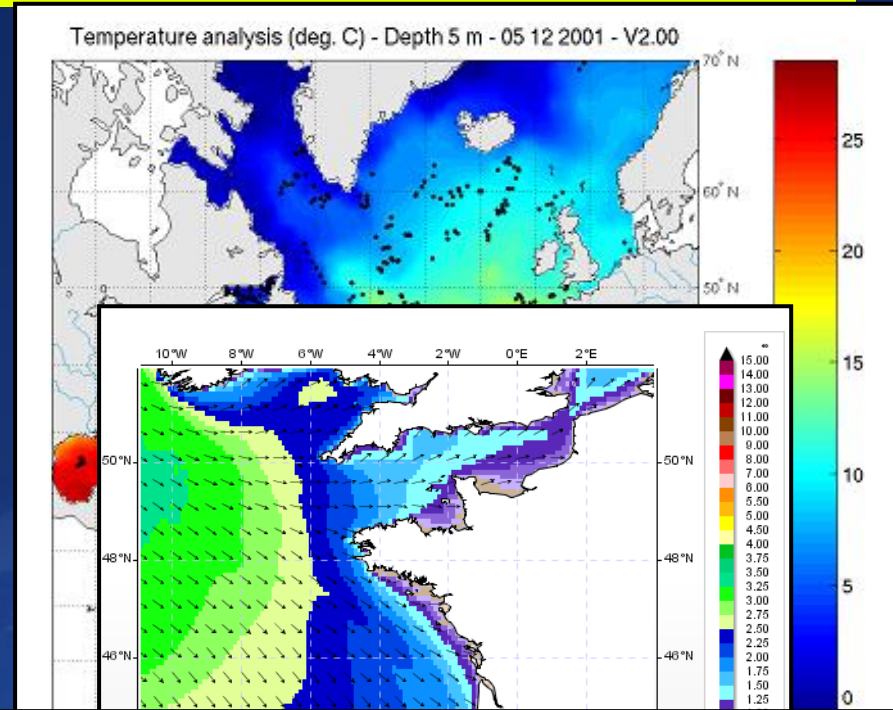 Temperature analysis (deg. C) - Depth 5 m - 05 12 2001 - V2.00
70° N
60° N
50° N
25
20
15
10
5
0
10°W 8°W 6°W 4°W 2°W 0°E 2°E
50°N
48°N
46°N
50°N
48°N
46°N
∞
15.00
14.00
13.00
12.00
11.00
10.00
9.00
8.00
7.00
6.00
5.50
5.00
4.50
4.00
3.75
3.50
3.25
3.00
2.75
2.50
2.25
2.00
1.75
1.50
1.25